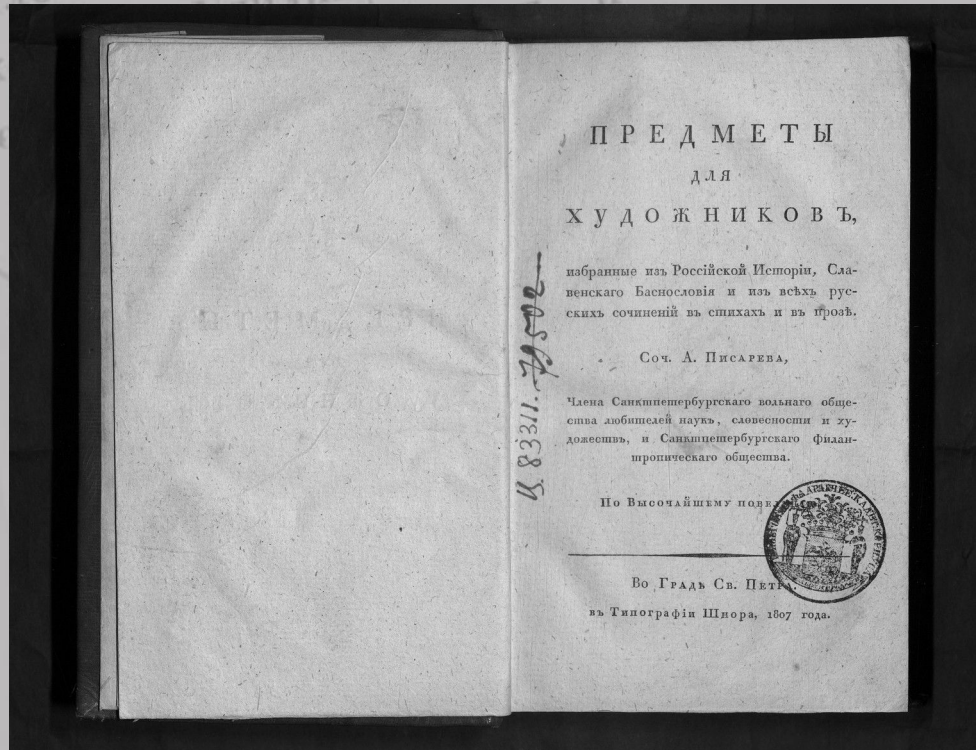 ПРЕДМЕТЫ
ДЛЯ
ХУДОЖНИКОВЪ,
избранные изъ Россійской Исторіи, Сла-
венскаго Баснословія и изъ всѣхъ рус-
скихъ сочиненій въ стихахъ и въ прозѣ.
Соч. А. Писарева,
Члена Санктпетербургскаго вольнаго обще-
ства любителей наукъ, словесности и ху-
дожествъ, и Санктпетербургскаго филан-
тропическаго общества.
По Высочайшему
Во Градѣ Св. Петра.
въ Типографіи Шнора, 1807 года.
83311. 79502